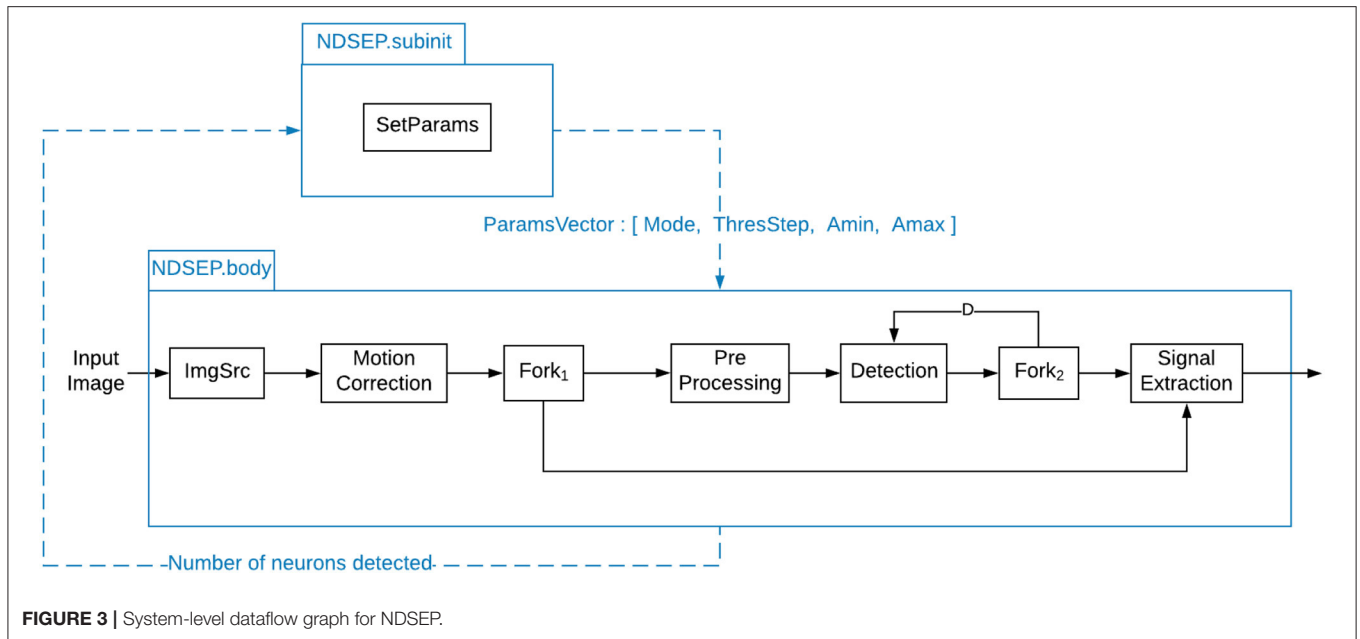 NDSEP.subinit
SetParams
ParamsVector : [ Mode, ThresStep, Amin, Amax ]
NDSEP.body
Input
Image
ImgSrc
Motion
Correction
Fork₁
Pre
Processing
Detection
D
Fork₂
Signal
Extraction
Number of neurons detected
FIGURE 3 | System-level dataflow graph for NDSEP.